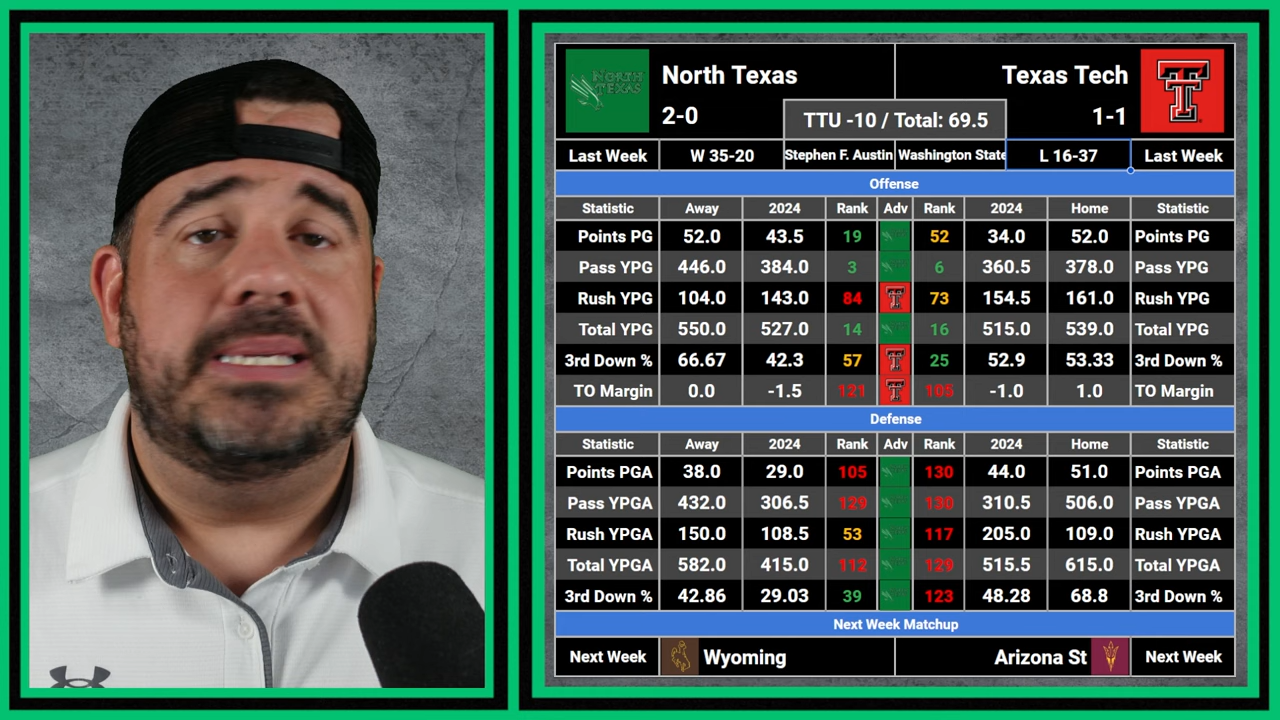 NORTH TEXAS
North Texas
2-0
TTU -10 / Total: 69.5
Texas Tech
1-1
T
Last Week W 35-20 Stephen F. Austin Washington State L 16-37 Last Week
Offense
Statistic Away 2024 Rank Adv Rank 2024 Home Statistic
Points PG 52.0 43.5 19 52 34.0 52.0 Points PG
Pass YPG 446.0 384.0 3 6 360.5 378.0 Pass YPG
Rush YPG 104.0 143.0 84 73 154.5 161.0 Rush YPG
Total YPG 550.0 527.0 14 16 515.0 539.0 Total YPG
3rd Down % 66.67 42.3 57 25 52.9 53.33 3rd Down %
TO Margin 0.0 -1.5 121 105 -1.0 1.0 TO Margin
Defense
Statistic Away 2024 Rank Adv Rank 2024 Home Statistic
Points PGA 38.0 29.0 105 130 44.0 51.0 Points PGA
Pass YPGA 432.0 306.5 129 130 310.5 506.0 Pass YPGA
Rush YPGA 150.0 108.5 53 117 205.0 109.0 Rush YPGA
Total YPGA 582.0 415.0 112 129 515.5 615.0 Total YPGA
3rd Down % 42.86 29.03 39 123 48.28 68.8 3rd Down %
Next Week Matchup
Next Week Wyoming Arizona St Next Week